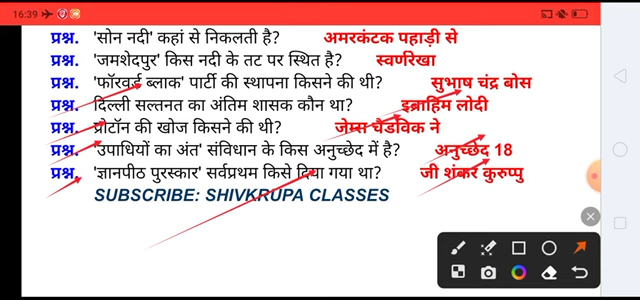 16:39
प्रश्न. 'सोन नदी' कहां से निकलती है? अमरकंटक पहाड़ी से
प्रश्न. 'जमशेदपुर' किस नदी के तट पर स्थित है? स्वर्णरिखा
प्रश्न. 'फॉरवर्ड ब्लाक' पार्टी की स्थापना किसने की थी? सुभाष चंद्र बोस
प्रश्न. दिल्ली सल्तनत का अंतिम शासक कौन था? इब्राहिम लोदी
प्रश्न. प्रोटॉन की खोज किसने की थी? जेम्स चैडविक ने
प्रश्न. 'उपाधियों का अंत' संविधान के किस अनुच्छेद में है? अनुच्छेद 18
प्रश्न. 'ज्ञानपीठ पुरस्कार' सर्वप्रथम किसे दिया गया था? जी शंकर कुरुप्पु
SUBSCRIBE: SHIVKRUPA CLASSES